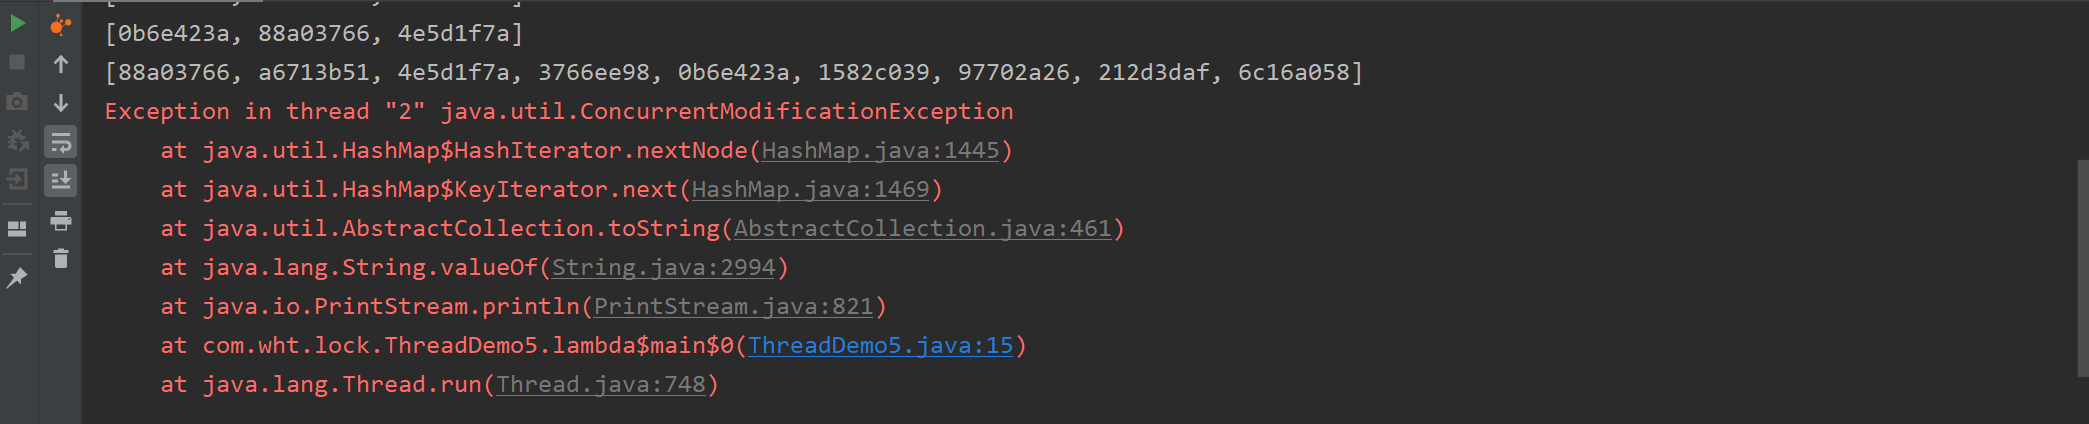 [0b6e423a, 88a03766, 4e5d1f7a]
[88a03766, a6713b51, 4e5d1f7a, 3766ee98, 0b6e423a, 1582c039, 97702a26, 212d3daf, 6c16a058]
Exception in thread "2" java.util.ConcurrentModificationException
at java.util.HashMap$HashIterator.nextNode(HashMap.java:1445)
at java.util.HashMap$KeyIterator.next(HashMap.java:1469)
at java.util.AbstractCollection.toString(AbstractCollection.java:461)
at java.lang.String.valueOf(String.java:2994)
at java.io.PrintStream.println(PrintStream.java:821)
at com.wht.lock.ThreadDemo5.lambda$main$0(ThreadDemo5.java:15)
at java.lang.Thread.run(Thread.java:748)